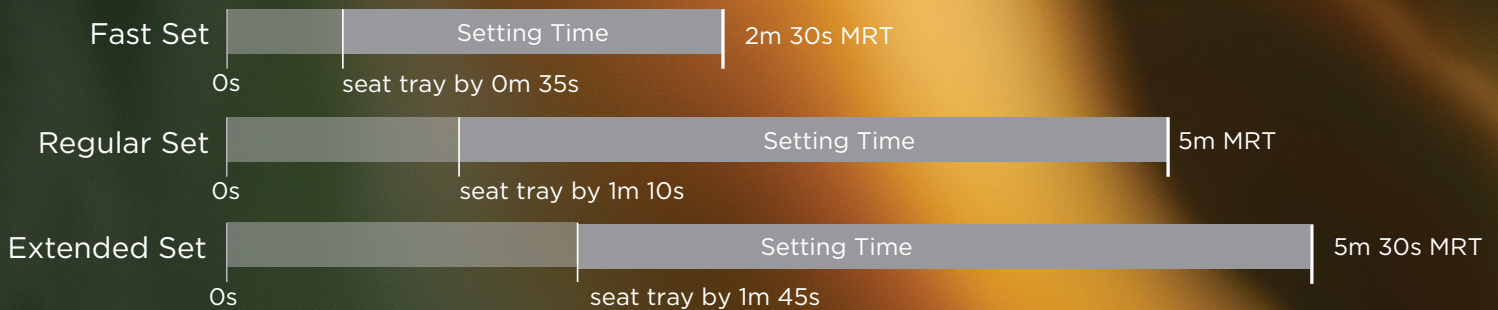 Fast Set Setting Time 2m 30s MRT
0s seat tray by 0m 35s
Regular Set Setting Time 5m MRT
0s seat tray by 1m 10s
Extended Set Setting Time 5m 30s MRT
0s seat tray by 1m 45s